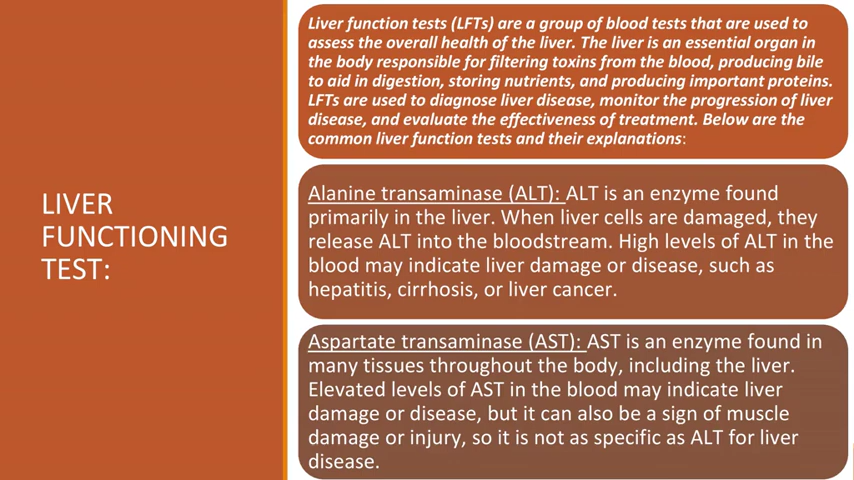 LIVER
FUNCTIONING
TEST:
Liver function tests (LFTs) are a group of blood tests that are used to
assess the overall health of the liver. The liver is an essential organ in
the body responsible for filtering toxins from the blood, producing bile
to aid in digestion, storing nutrients, and producing important proteins.
LFTs are used to diagnose liver disease, monitor the progression of liver
disease, and evaluate the effectiveness of treatment. Below are the
common liver function tests and their explanations:
Alanine transaminase (ALT): ALT is an enzyme found
primarily in the liver. When liver cells are damaged, they
release ALT into the bloodstream. High levels of ALT in the
blood may indicate liver damage or disease, such as
hepatitis, cirrhosis, or liver cancer.
Aspartate transaminase (AST): AST is an enzyme found in
many tissues throughout the body, including the liver.
Elevated levels of AST in the blood may indicate liver
damage or disease, but it can also be a sign of muscle
damage or injury, so it is not as specific as ALT for liver
disease.